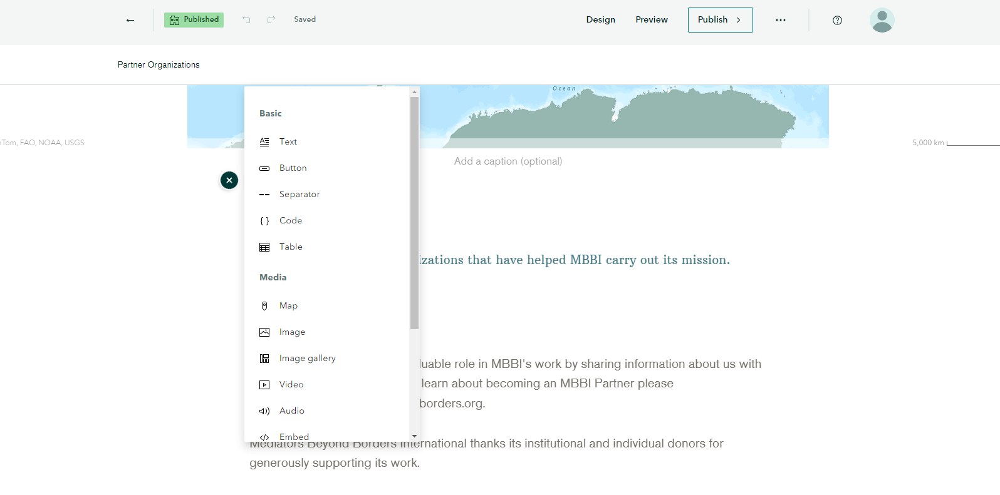 Published
Saved
Design
Preview
Publish
Partner Organizations
Ocean
Tom, FAO, NOAA, USGS
5,000 km
Add a caption (optional)
Basic
Text
Button
Separator
Code
Table
Media
Map
Image
Image gallery
Video
Audio
Embed
izations that have helped MBBI carry out its mission.
luable role in MBBI's work by sharing information about us with
learn about becoming an MBBI Partner please
borders.org.
Mediators Beyond Borders International thanks its institutional and individual donors for
generously supporting its work.